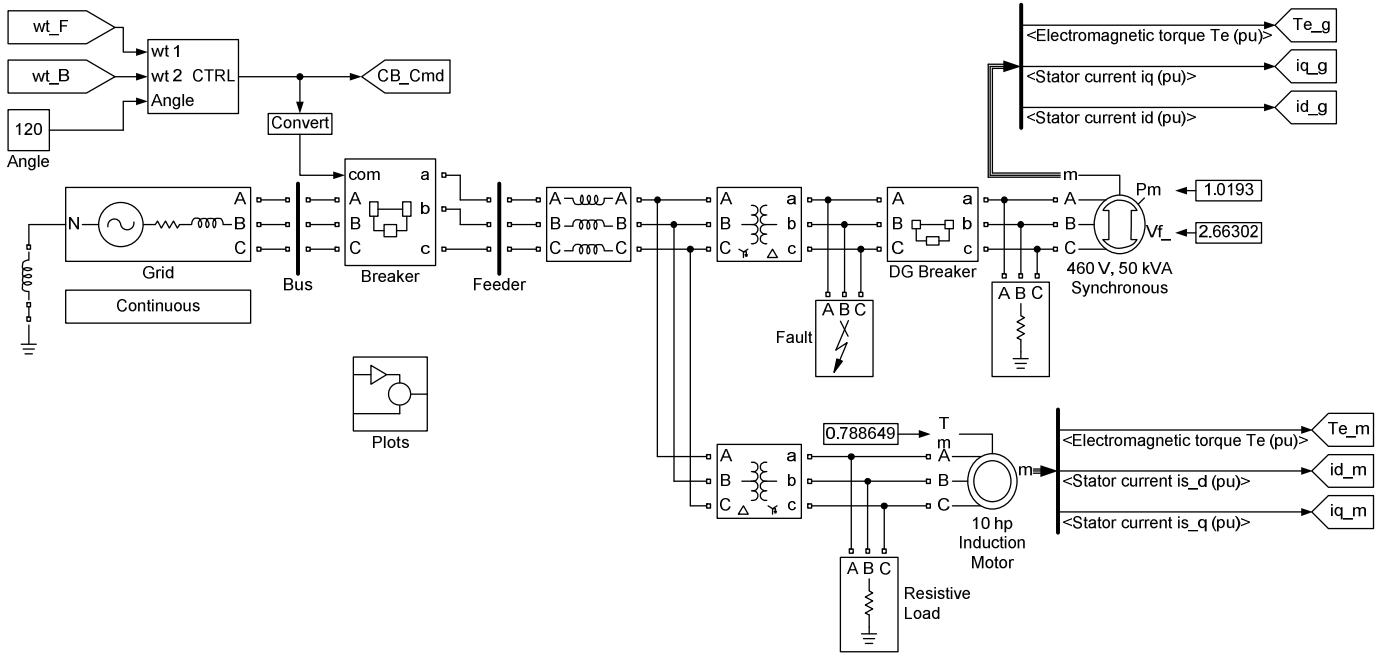 wt_F
wt_B
120
Angle
wt 1
wt 2 CTRL
Angle
CB_Cmd
Convert
N
A
B
C
Grid
Continuous
Bus
com
A
B
C
a
b
c
Breaker
Feeder
A A
B B
C C
A a
B b
C c
A B C
Fault
A a
B b
C c
DG Breaker
A B C
m
A
B
C
Pm
Vf_
1.0193
2.66302
460 V, 50 kVA
Synchronous
<Electromagnetic torque Te (pu)>
<Stator current iq (pu)>
<Stator current id (pu)>
Te_g
iq_g
id_g
Plots
A a
B b
C c
0.788649
T
m
A
B
C
m
10 hp
Induction
Motor
A B C
Resistive
Load
<Electromagnetic torque Te (pu)>
<Stator current is_d (pu)>
<Stator current is_q (pu)>
Te_m
id_m
iq_m